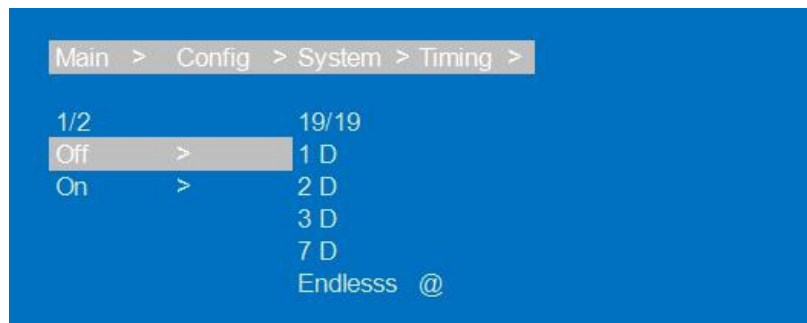 Main > Config > System > Timing >
1/2 19/19
Off > 1 D
On > 2 D
3 D
7 D
Endlesss @